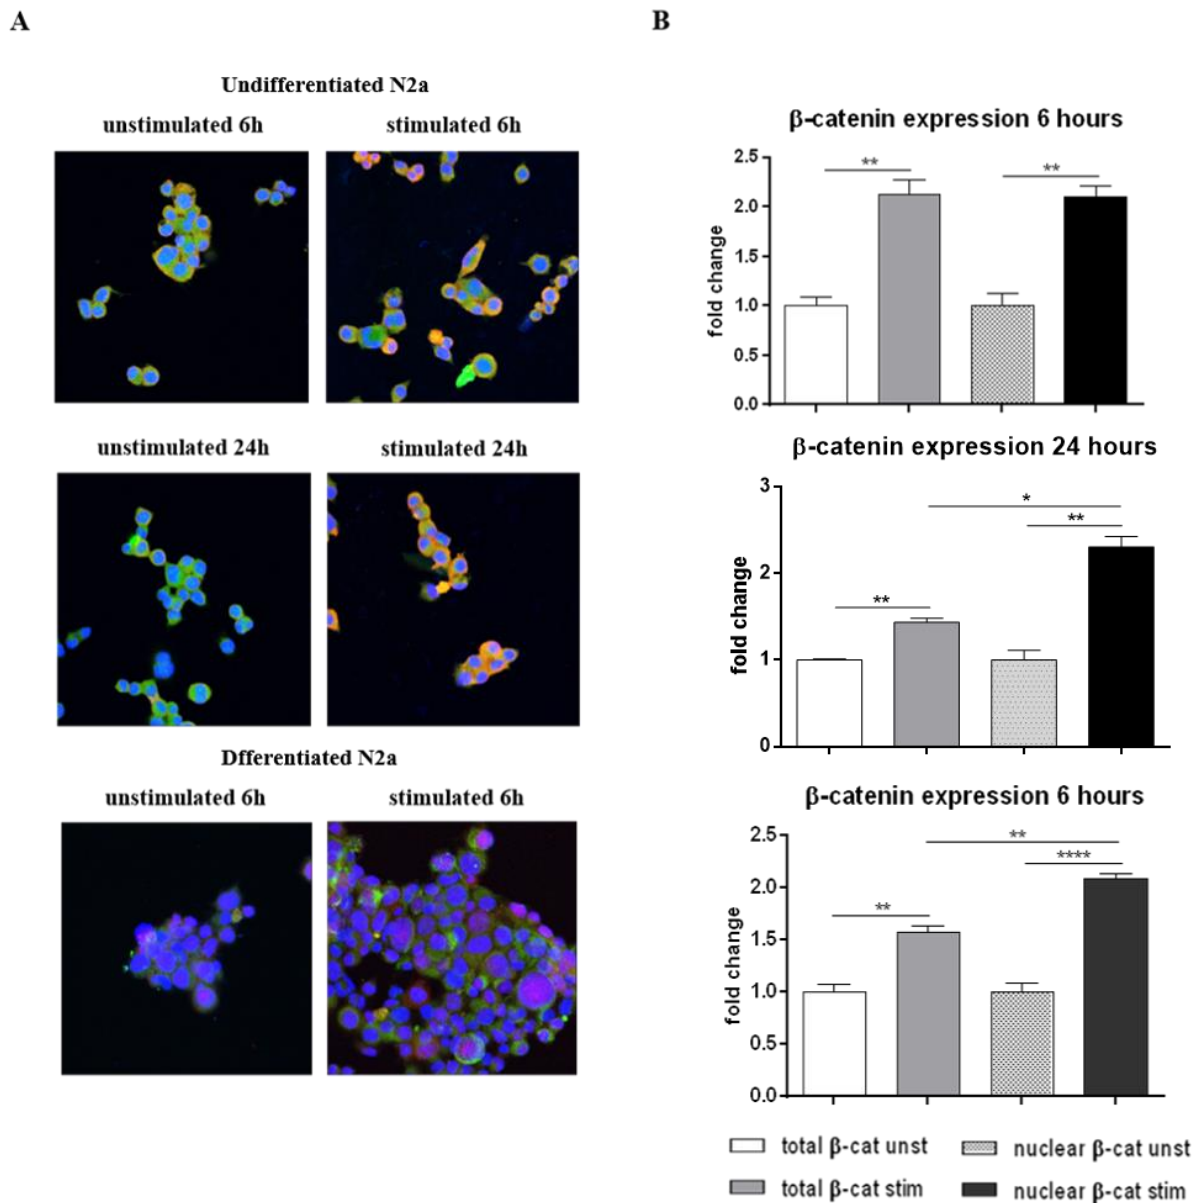 A
B
Undifferentiated N2a
unstimulated 6h
stimulated 6h
unstimulated 24h
stimulated 24h
Dfferentiated N2a
unstimulated 6h
stimulated 6h
β-catenin expression 6 hours
fold change
2.5
2.0
1.5
1.0
0.5
0.0
**
**
β-catenin expression 24 hours
fold change
3
2
1
0
*
**
**
β-catenin expression 6 hours
fold change
2.5
2.0
1.5
1.0
0.5
0.0
**
****
**
total β-cat unst
nuclear β-cat unst
total β-cat stim
nuclear β-cat stim